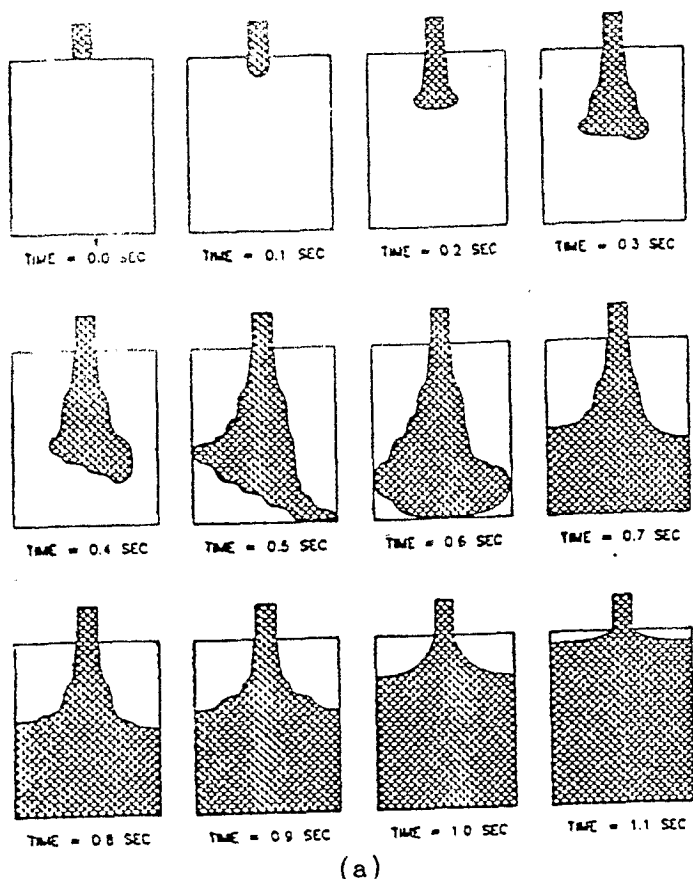 TIME = 0.0 SEC
TIME = 0.1 SEC
TIME = 0.2 SEC
TIME = 0.3 SEC
TIME = 0.4 SEC
TIME = 0.5 SEC
TIME = 0.6 SEC
TIME = 0.7 SEC
TIME = 0.8 SEC
TIME = 0.9 SEC
TIME = 1.0 SEC
TIME = 1.1 SEC
(a)